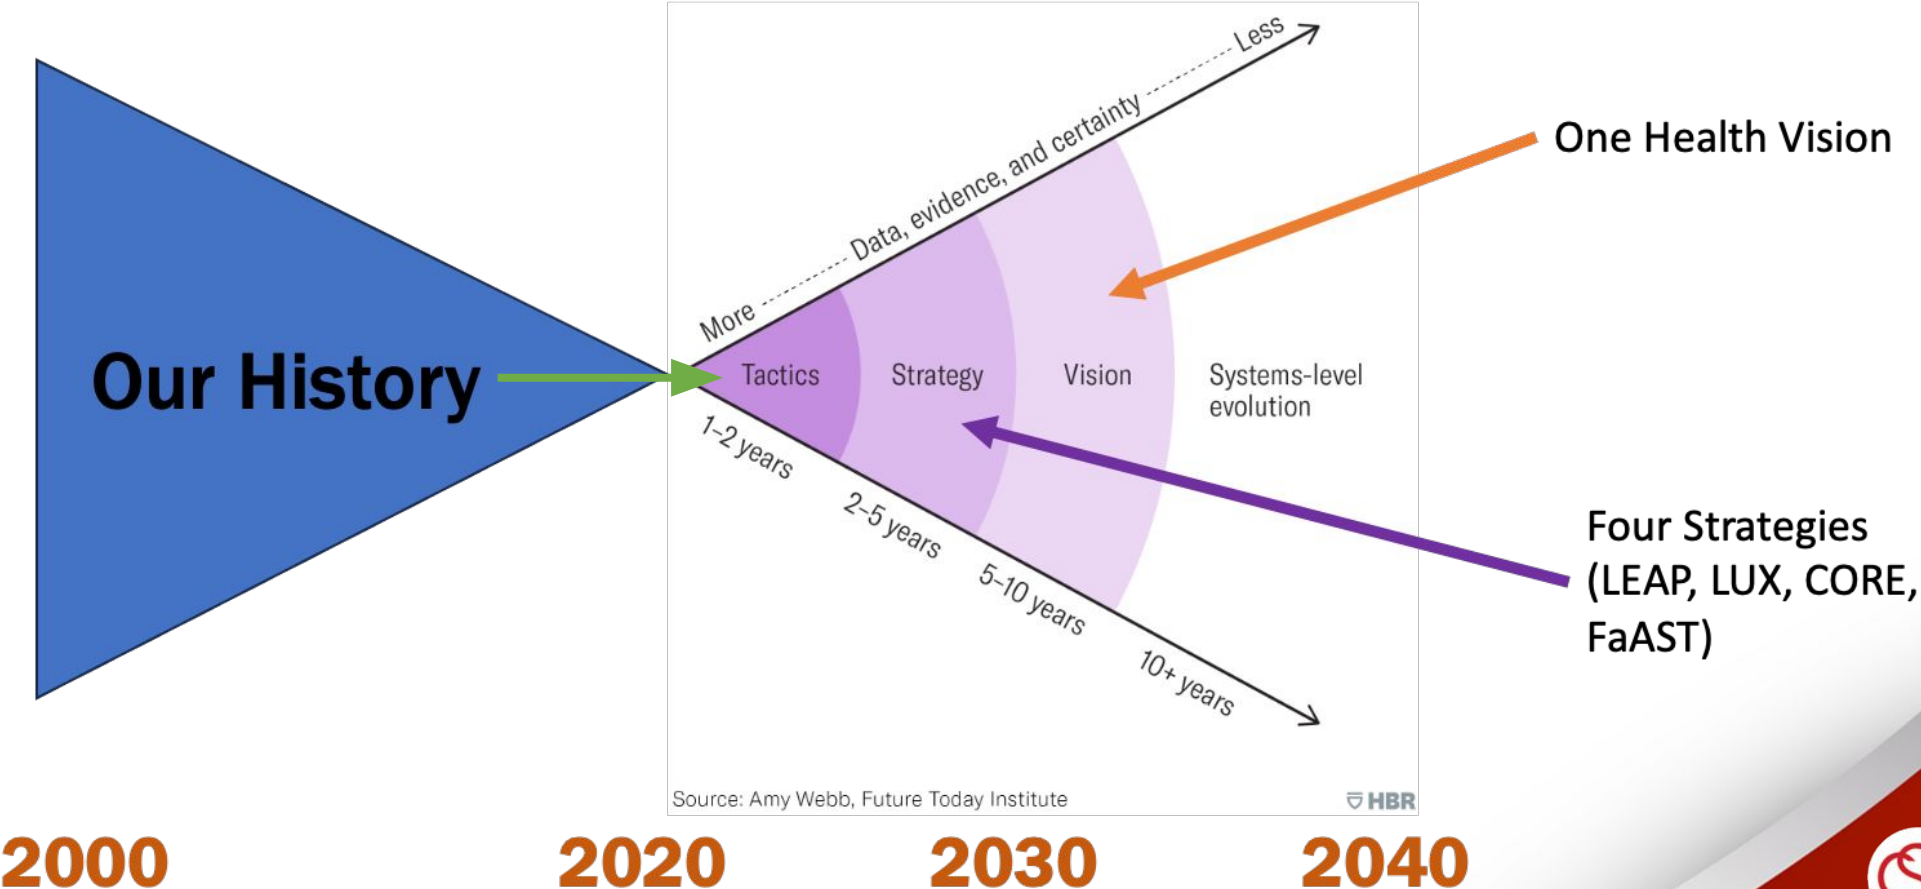 Our History
More ------- Data, evidence, and certainty ------- Less
Tactics
Strategy
Vision
Systems-level
evolution
1–2 years
2–5 years
5–10 years
10+ years
One Health Vision
Four Strategies
(LEAP, LUX, CORE,
FaAST)
Source: Amy Webb, Future Today Institute
HBR
2000
2020
2030
2040